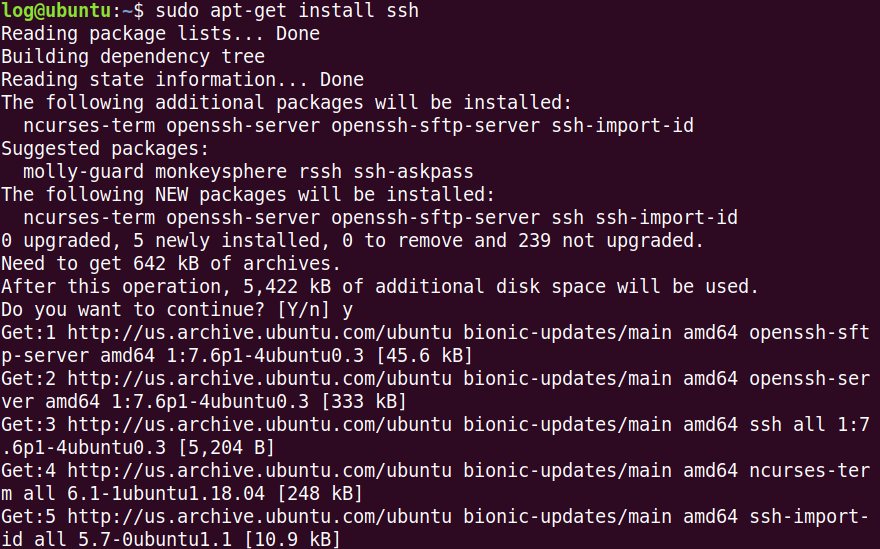 log@ubuntu:~$ sudo apt-get install ssh
Reading package lists... Done
Building dependency tree
Reading state information... Done
The following additional packages will be installed:
  ncurses-term openssh-server openssh-sftp-server ssh-import-id
Suggested packages:
  molly-guard monkeysphere rssh ssh-askpass
The following NEW packages will be installed:
  ncurses-term openssh-server openssh-sftp-server ssh ssh-import-id
0 upgraded, 5 newly installed, 0 to remove and 239 not upgraded.
Need to get 642 kB of archives.
After this operation, 5,422 kB of additional disk space will be used.
Do you want to continue? [Y/n] y
Get:1 http://us.archive.ubuntu.com/ubuntu bionic-updates/main amd64 openssh-sft
p-server amd64 1:7.6p1-4ubuntu0.3 [45.6 kB]
Get:2 http://us.archive.ubuntu.com/ubuntu bionic-updates/main amd64 openssh-ser
ver amd64 1:7.6p1-4ubuntu0.3 [333 kB]
Get:3 http://us.archive.ubuntu.com/ubuntu bionic-updates/main amd64 ssh all 1:7
.6p1-4ubuntu0.3 [5,204 B]
Get:4 http://us.archive.ubuntu.com/ubuntu bionic-updates/main amd64 ncurses-ter
m all 6.1-1ubuntu1.18.04 [248 kB]
Get:5 http://us.archive.ubuntu.com/ubuntu bionic-updates/main amd64 ssh-import-
id all 5.7-0ubuntu1.1 [10.9 kB]